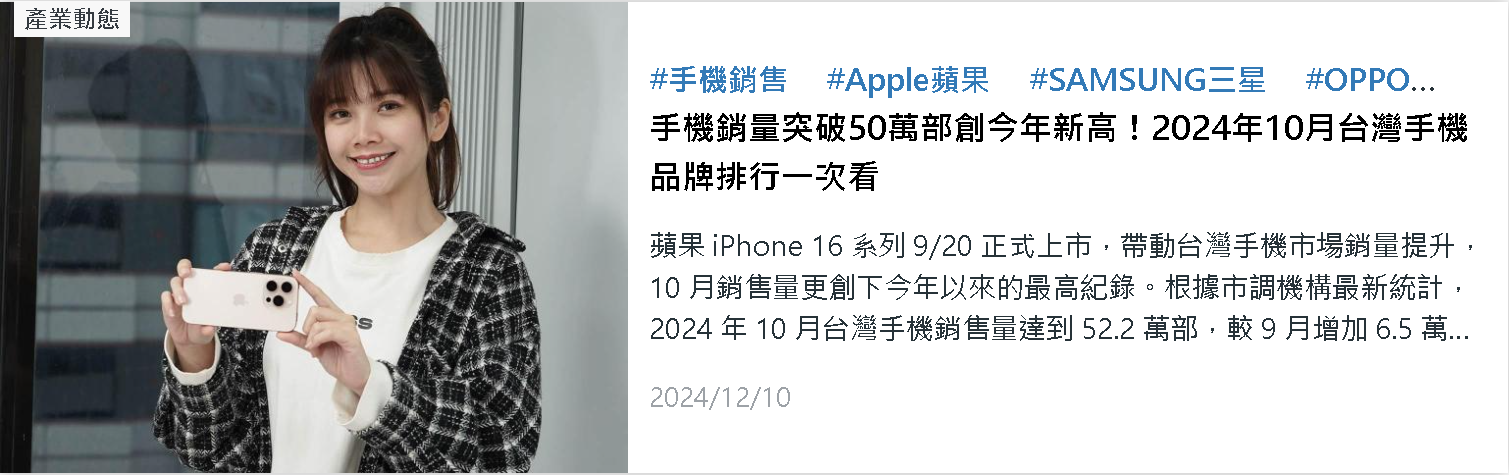 產業動態
#手機銷售 #Apple蘋果 #SAMSUNG三星 #OPPO...
手機銷量突破50萬部創今年新高！2024年10月台灣手機
品牌排行一次看
蘋果 iPhone 16 系列 9/20 正式上市，帶動台灣手機市場銷量提升，
10 月銷售量更創下今年以來的最高紀錄。根據市調機構最新統計，
2024 年 10 月台灣手機銷售量達到 52.2 萬部，較 9 月增加 6.5 萬...
2024/12/10